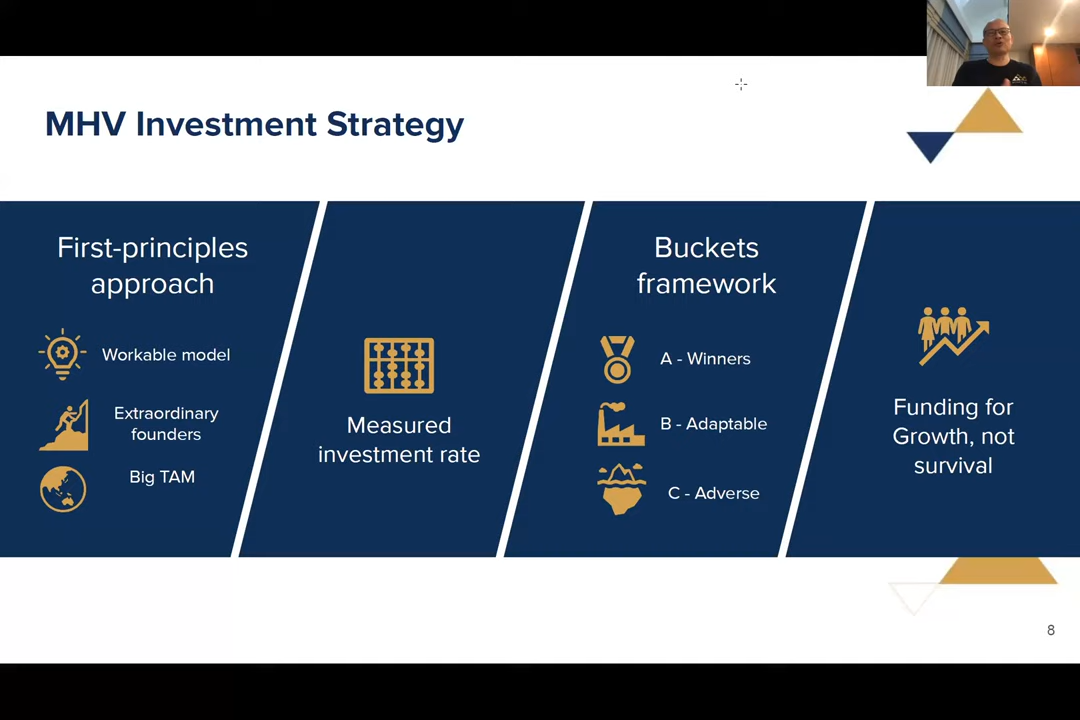 MHV Investment Strategy
First-principles
approach
Workable model
Extraordinary
founders
Big TAM
Measured
investment rate
Buckets
framework
A - Winners
B - Adaptable
C - Adverse
Funding for
Growth, not
survival
8